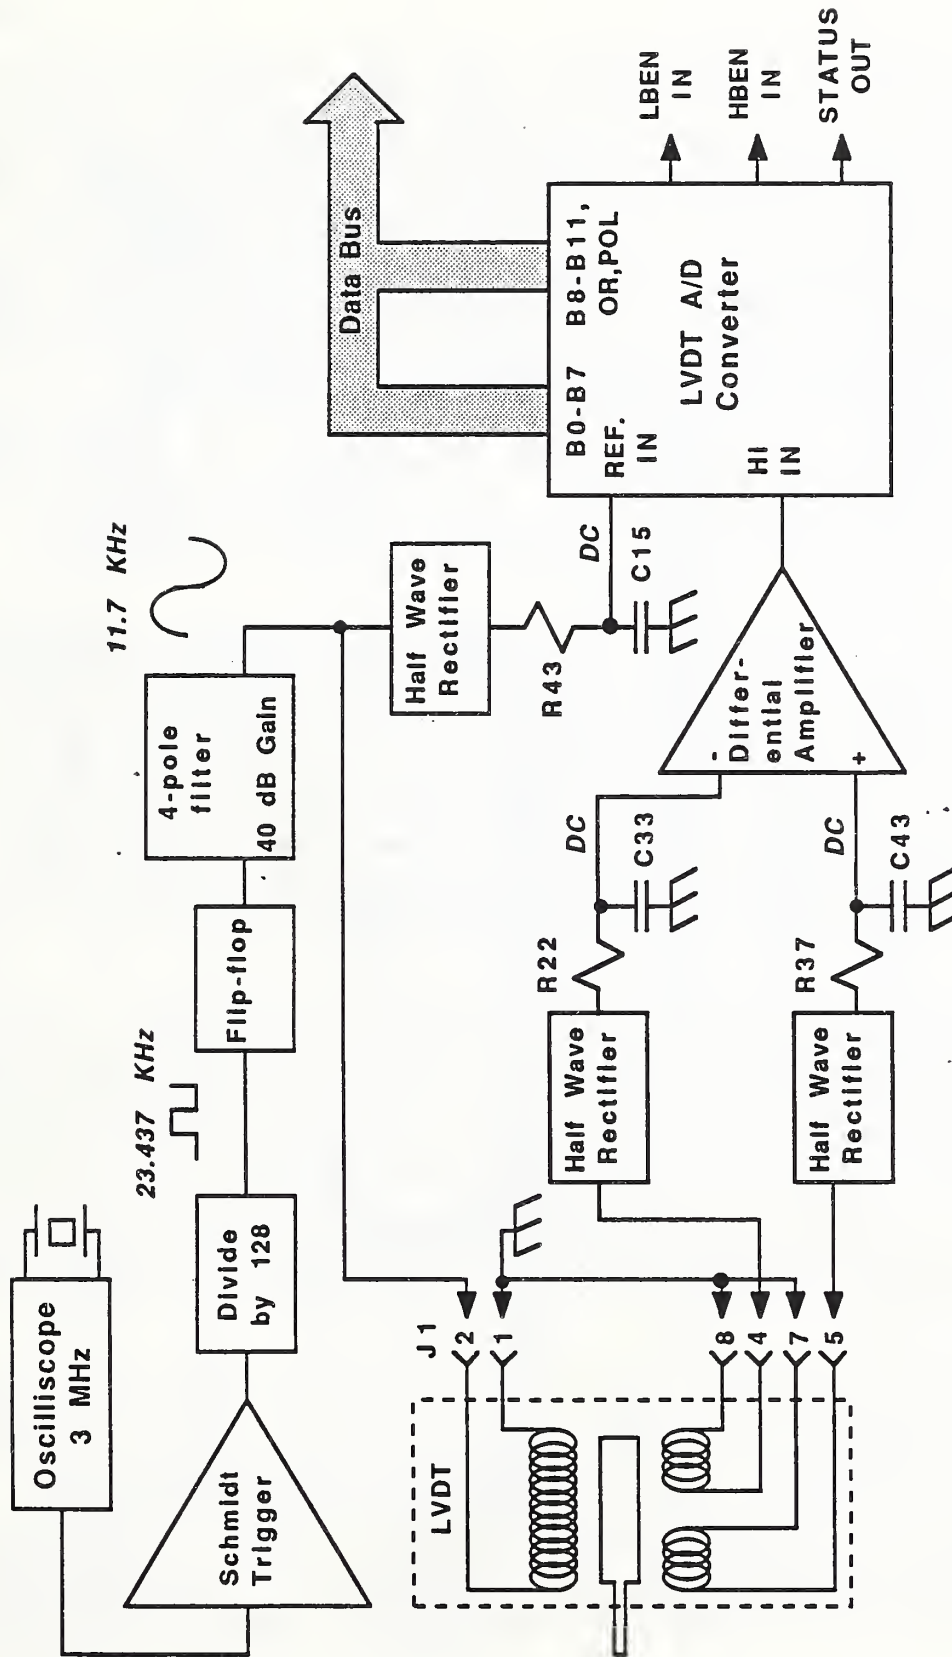 Oscilliscope
3 MHz
Schmidt
Trigger
Divide
by 128
23.437 KHz
Flip-flop
4-pole
filter
40 dB Gain
11.7 KHz
Data Bus
LVDT
J1
2
1
8
4
7
5
Half Wave
Rectifier
R43
DC
C15
Half Wave
Rectifier
R22
DC
C33
Half Wave
Rectifier
R37
DC
C43
-
Differ-
ential
Amplifier
+
B0-B7
B8-B11,
OR,POL
REF.
IN
LVDT A/D
Converter
HI
IN
LBEN
IN
HBEN
IN
STATUS
OUT